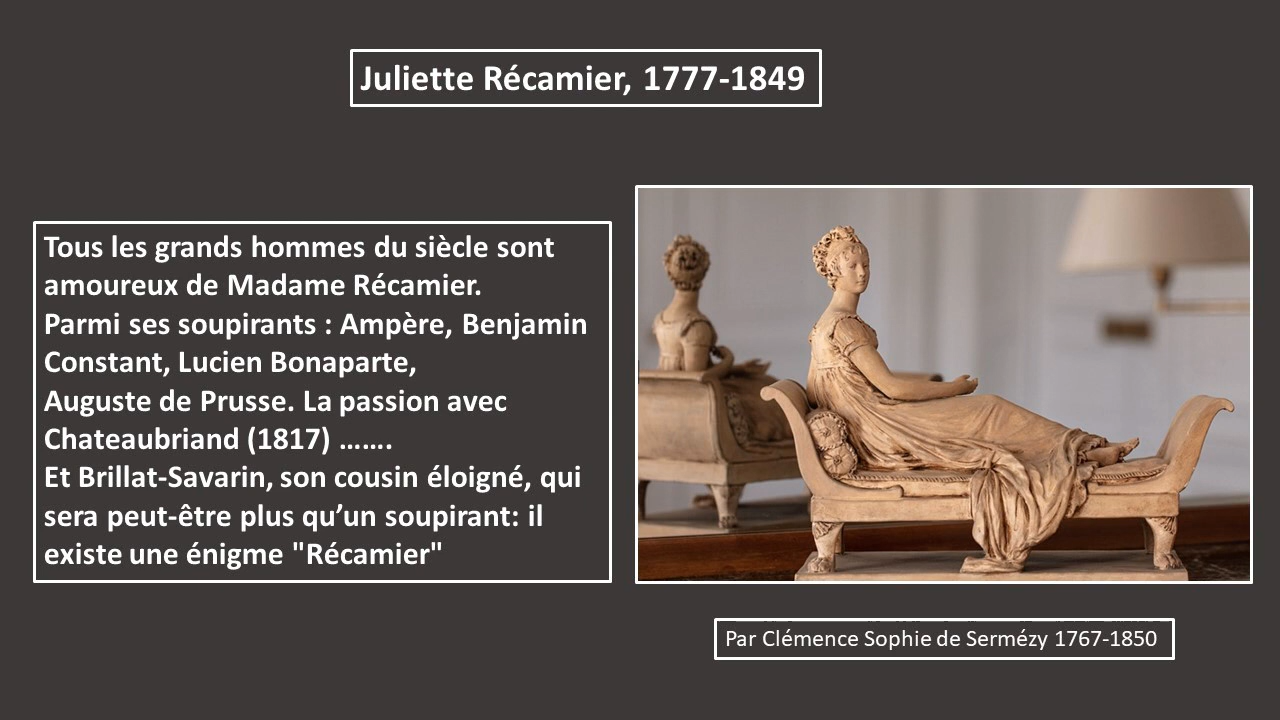 Juliette Récamier, 1777-1849
Tous les grands hommes du siècle sont
amoureux de Madame Récamier.
Parmi ses soupirants : Ampère, Benjamin
Constant, Lucien Bonaparte,
Auguste de Prusse. La passion avec
Chateaubriand (1817) …….
Et Brillat-Savarin, son cousin éloigné, qui
sera peut-être plus qu’un soupirant: il
existe une énigme "Récamier"
Par Clémence Sophie de Sermézy 1767-1850